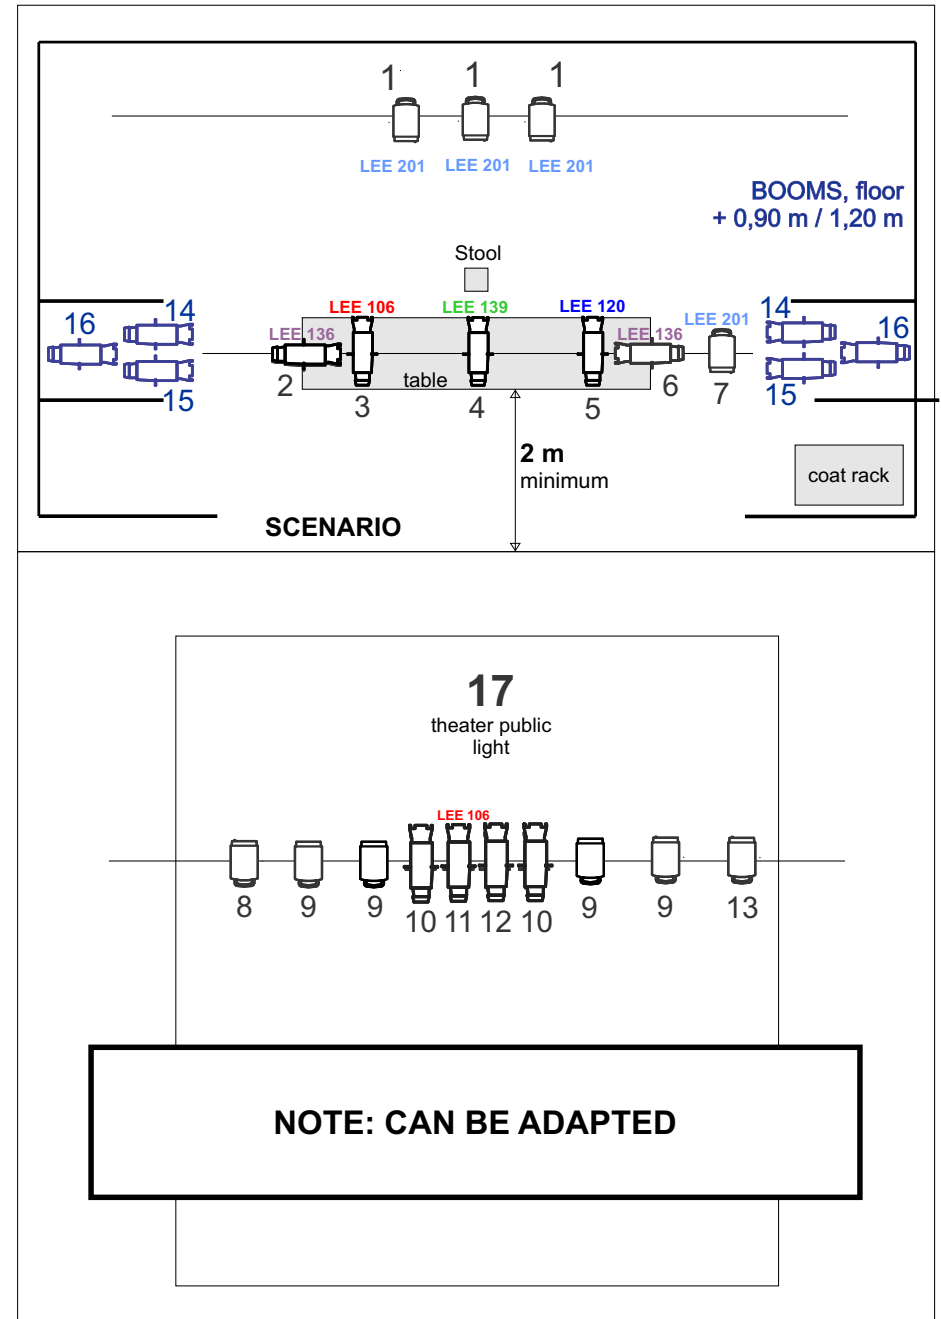 1 1 1
LEE 201 LEE 201 LEE 201
BOOMS, floor
+ 0,90 m / 1,20 m
Stool
LEE 106 LEE 139 LEE 120
14 14
LEE 201
16 16
LEE 136 LEE 136
table
2 3 4 5 6 7
15 15
2 m
minimum
coat rack
SCENARIO
17
theater public
light
LEE 106
8 9 9 10 11 12 10 9 9 13
NOTE: CAN BE ADAPTED